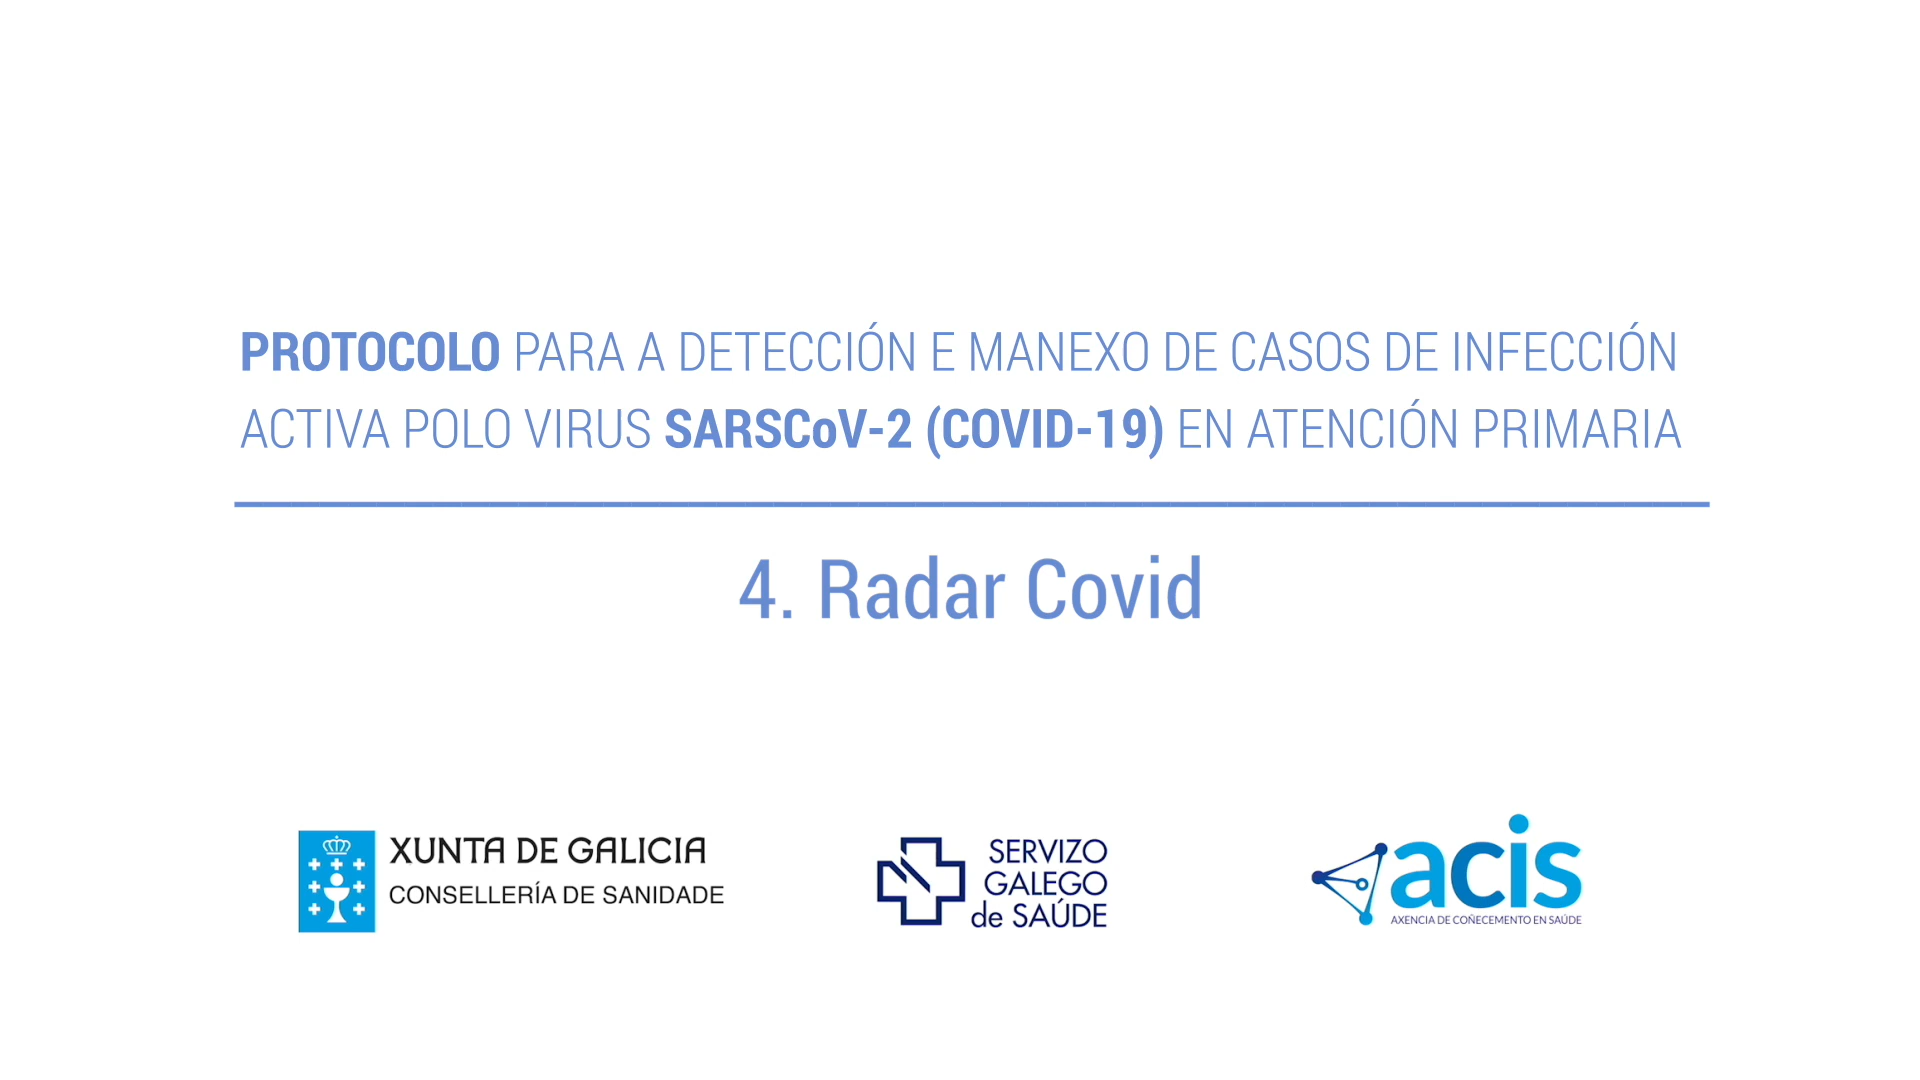 PROTOCOLO PARA A DETECCIÓN E MANEXO DE CASOS DE INFECCIÓN
ACTIVA POLO VIRUS SARSCoV-2 (COVID-19) EN ATENCIÓN PRIMARIA
4. Radar Covid
XUNTA DE GALICIA
CONSELLERÍA DE SANIDADE
SERVIZO
GALEGO
de SAÚDE
acis
AXENCIA DE COÑECEMENTO EN SAÚDE